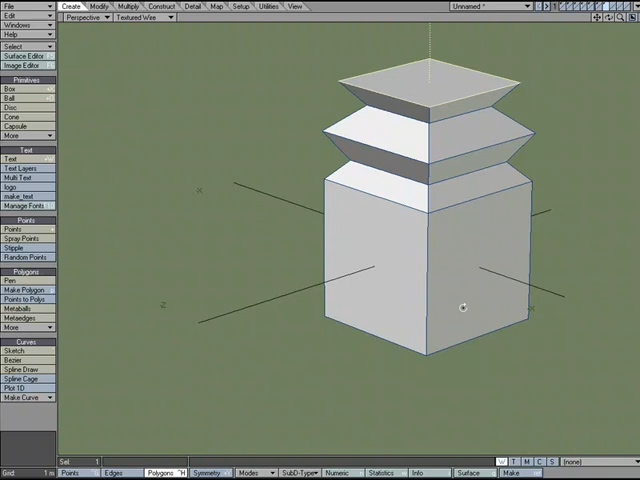 File Create Modify Multiply Construct Detail Map Setup Utilities View Unnamed * 1
Edit Perspective Textured Wire
Windows
Help
Select
Surface Editor
Image Editor
Primitives
Box
Ball
Disc
Cone
Capsule
More
Text
Text
Text Layers
Multi Text
logo
make_text
Manage Fonts
Points
Points
Spray Points
Stipple
Random Points
Polygons
Pen
Make Polygon
Points to Polys
Metaballs
Metaedges
More
Curves
Sketch
Bezier
Spline Draw
Spline Cage
Plot 1D
Make Curve
X
Z
X
Sel: 1 W T M C S (none)
Grid: 1 m Points Edges Polygons ^H Symmetry Modes SubD-Type Numeric Statistics Info Surface Make